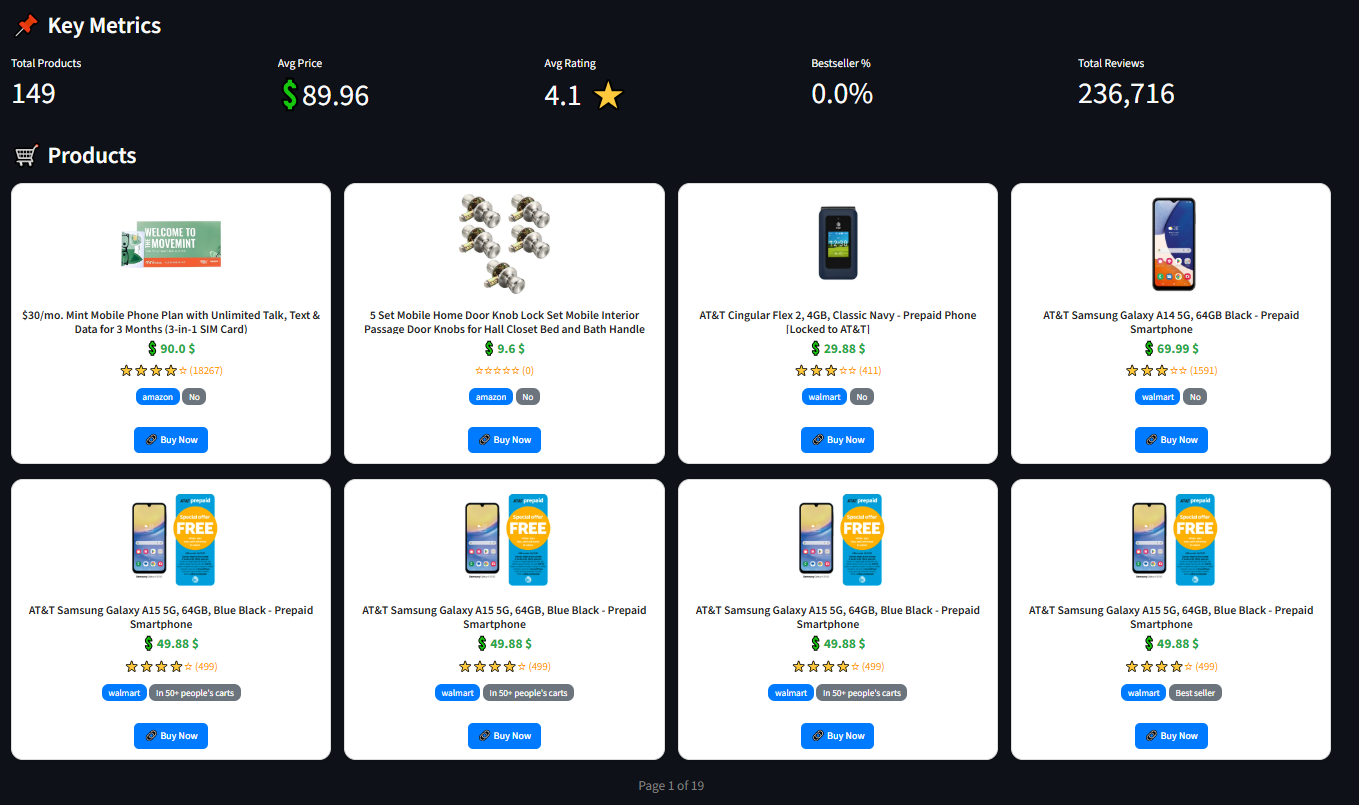 Key Metrics
Total Products
149
Avg Price
89.96
Avg Rating
4.1
Bestseller %
0.0%
Total Reviews
236,716
Products
WELCOME TO
THE MOVEMINT
$30/mo. Mint Mobile Phone Plan with Unlimited Talk, Text &
Data for 3 Months (3-in-1 SIM Card)
90.0 $
(18267)
amazon No
Buy Now
5 Set Mobile Home Door Knob Lock Set Mobile Interior
Passage Door Knobs for Hall Closet Bed and Bath Handle
9.6 $
(0)
amazon No
Buy Now
AT&T Cingular Flex 2, 4GB, Classic Navy - Prepaid Phone
[Locked to AT&T]
29.88 $
(411)
walmart No
Buy Now
AT&T Samsung Galaxy A14 5G, 64GB Black - Prepaid
Smartphone
69.99 $
(1591)
walmart No
Buy Now
prepaid
Special offer
FREE
AT&T Samsung Galaxy A15 5G, 64GB, Blue Black - Prepaid
Smartphone
49.88 $
(499)
walmart In 50+ people's carts
Buy Now
prepaid
Special offer
FREE
AT&T Samsung Galaxy A15 5G, 64GB, Blue Black - Prepaid
Smartphone
49.88 $
(499)
walmart In 50+ people's carts
Buy Now
prepaid
Special offer
FREE
AT&T Samsung Galaxy A15 5G, 64GB, Blue Black - Prepaid
Smartphone
49.88 $
(499)
walmart In 50+ people's carts
Buy Now
prepaid
Special offer
FREE
AT&T Samsung Galaxy A15 5G, 64GB, Blue Black - Prepaid
Smartphone
49.88 $
(499)
walmart Best seller
Buy Now
Page 1 of 19